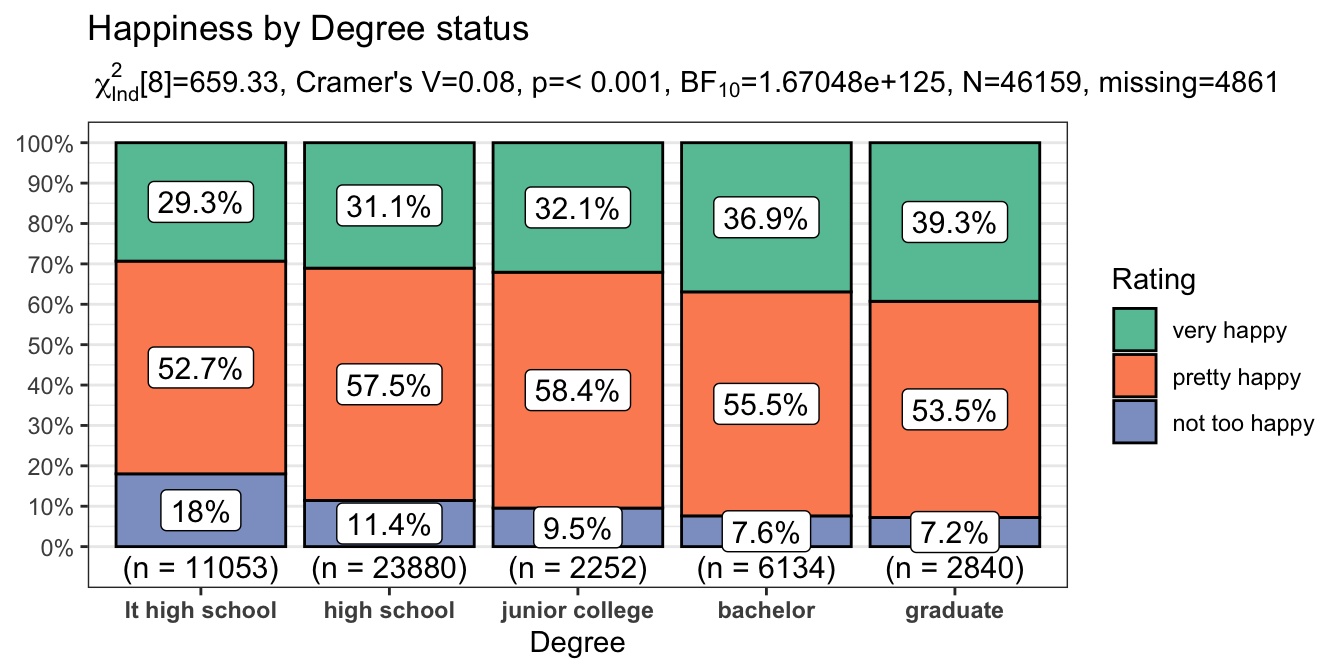 Happiness by Degree status
χ²Ind[8]=659.33, Cramer's V=0.08, p=< 0.001, BF₁₀=1.67048e+125, N=46159, missing=4861
100%
90%
80%
70%
60%
50%
40%
30%
20%
10%
0%
29.3% 31.1% 32.1% 36.9% 39.3%
52.7% 57.5% 58.4% 55.5% 53.5%
18% 11.4% 9.5% 7.6% 7.2%
(n = 11053) (n = 23880) (n = 2252) (n = 6134) (n = 2840)
lt high school high school junior college bachelor graduate
Degree
Rating
very happy
pretty happy
not too happy